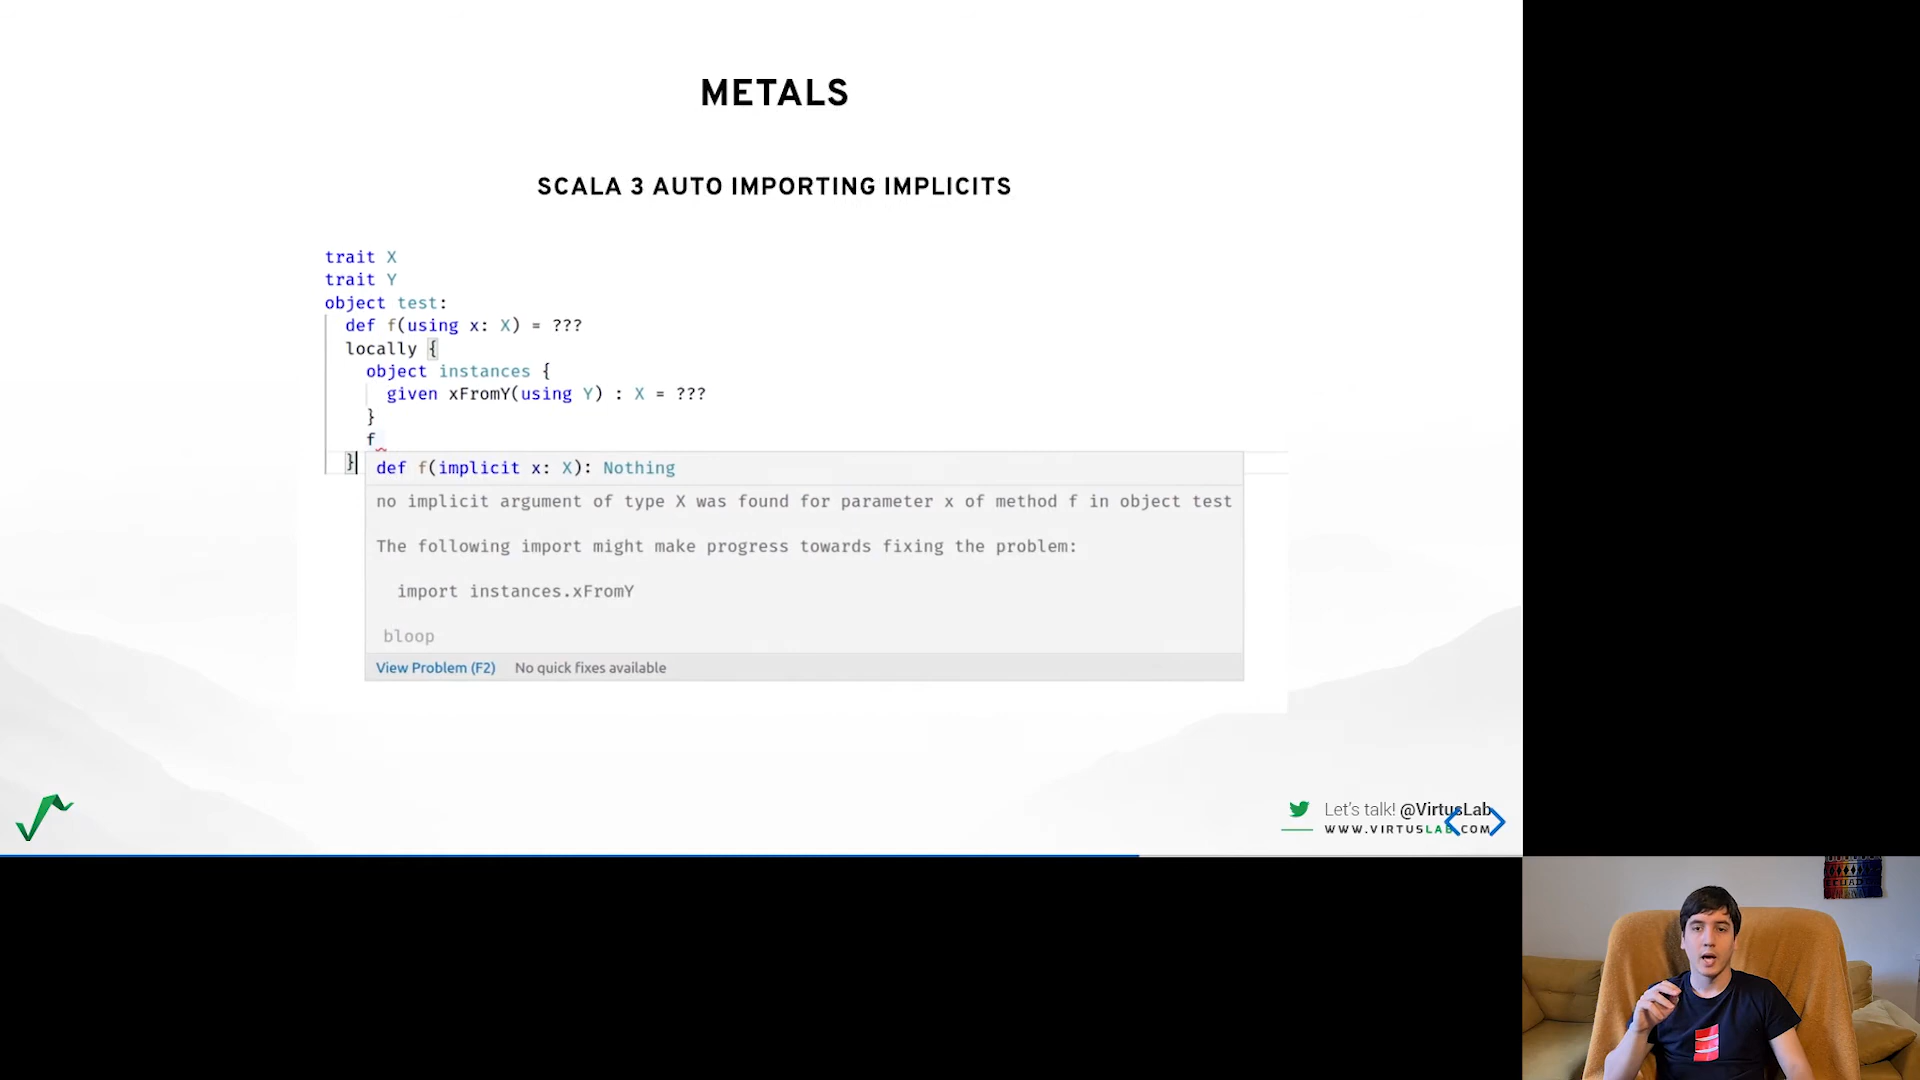 METALS
SCALA 3 AUTO IMPORTING IMPLICITS
trait X
trait Y
object test:
def f(using x: X) = ???
locally {
object instances {
given xFromY(using Y) : X = ???
}
f
}
def f(implicit x: X): Nothing
no implicit argument of type X was found for parameter x of method f in object test
The following import might make progress towards fixing the problem:
import instances.xFromY
bloop
View Problem (F2) No quick fixes available
Let's talk! @VirtusLab
WWW.VIRTUSLAB.COM
ECUADOR